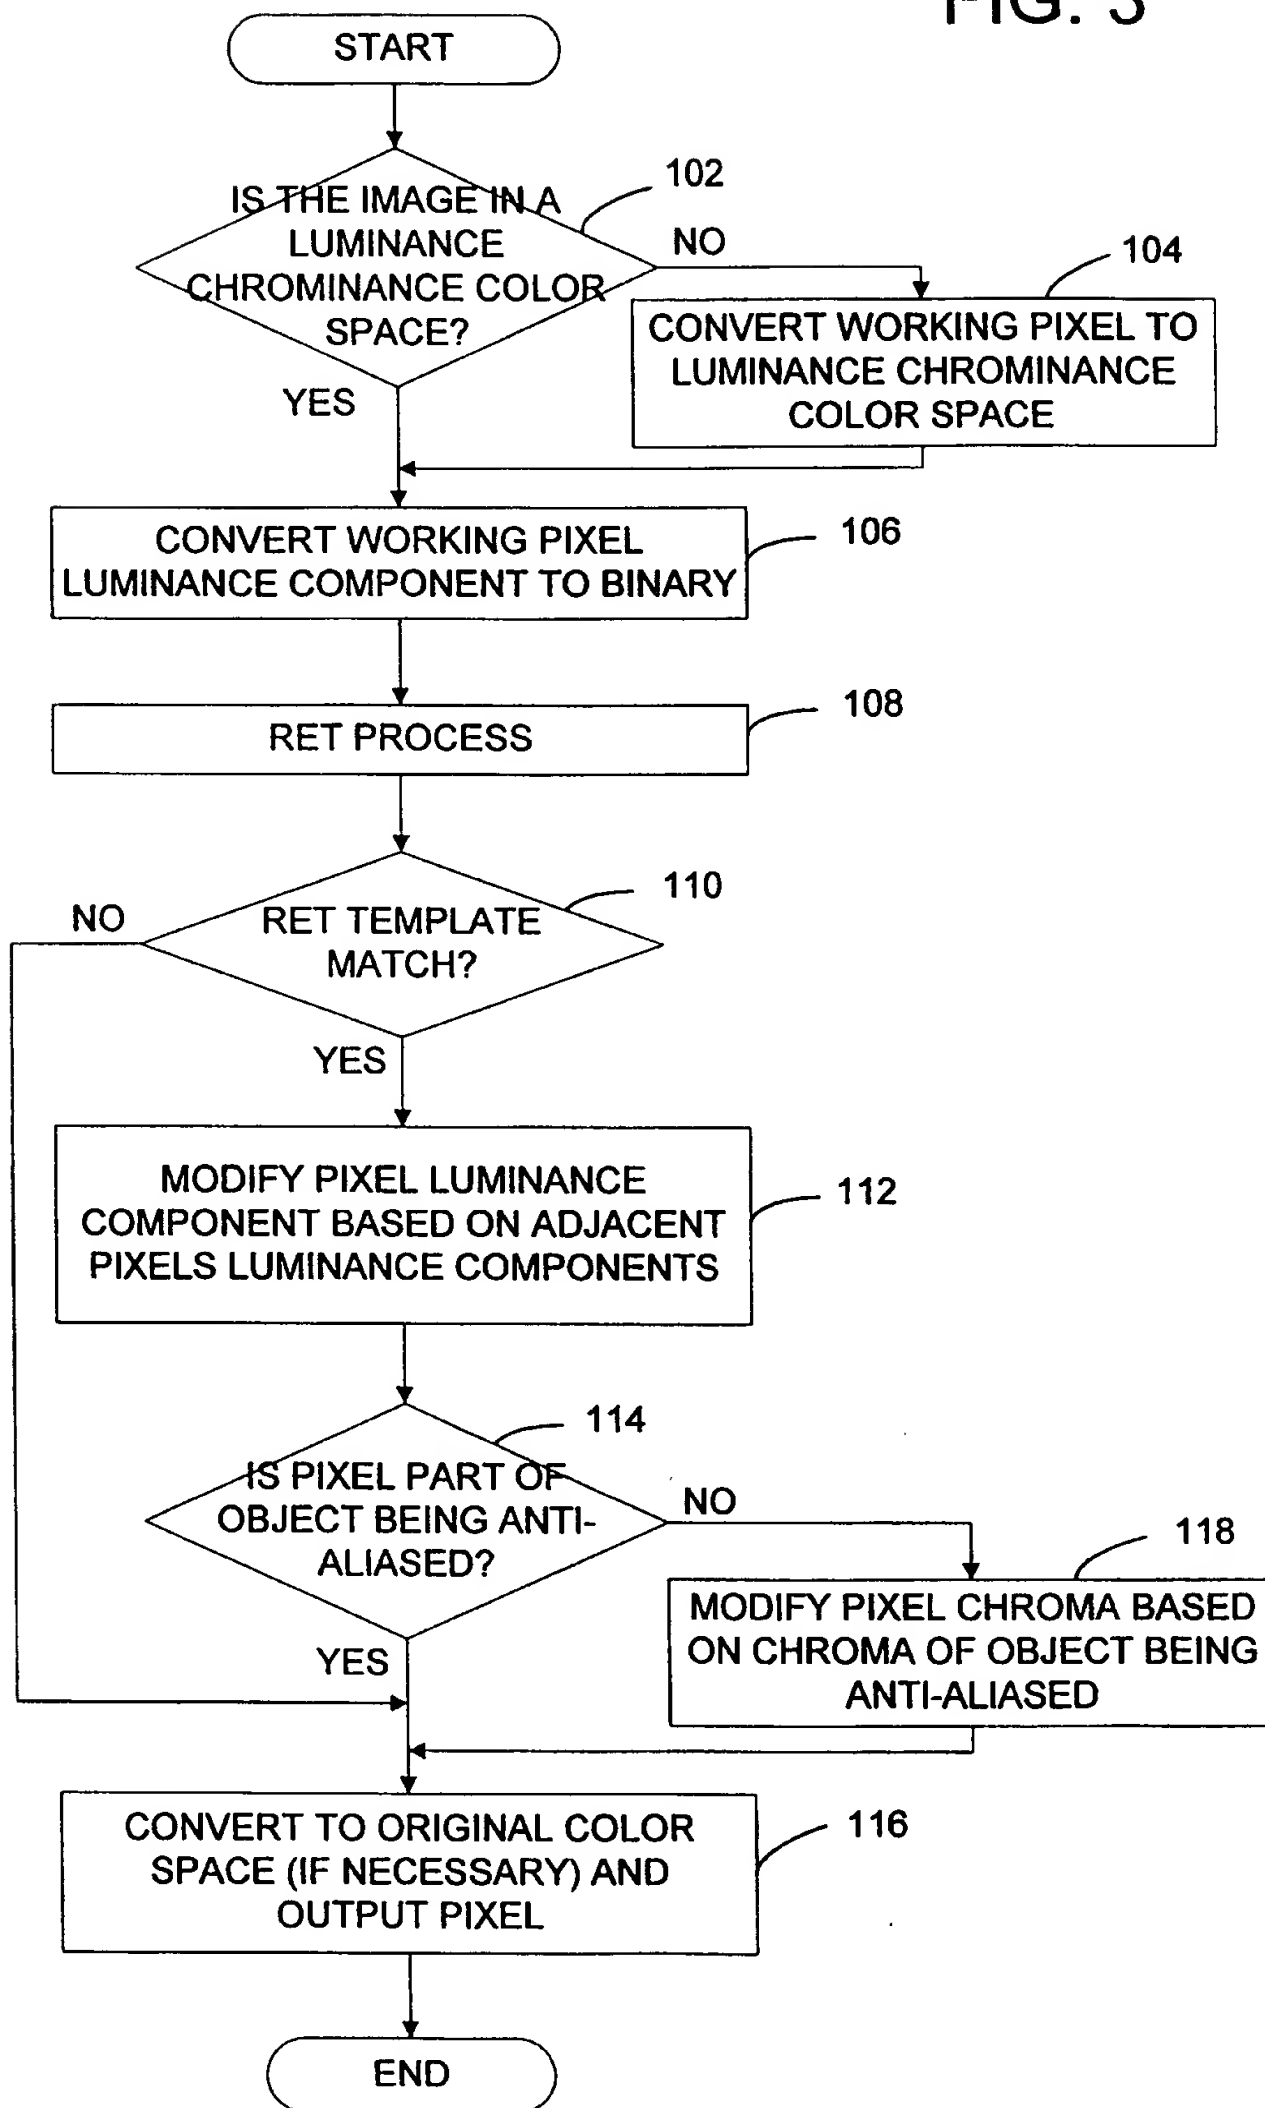 FIG. 3
START
IS THE IMAGE IN A
LUMINANCE
CHROMINANCE COLOR
SPACE?
102
NO
YES
104
CONVERT WORKING PIXEL TO
LUMINANCE CHROMINANCE
COLOR SPACE
CONVERT WORKING PIXEL
LUMINANCE COMPONENT TO BINARY
106
RET PROCESS
108
RET TEMPLATE
MATCH?
110
NO
YES
MODIFY PIXEL LUMINANCE
COMPONENT BASED ON ADJACENT
PIXELS LUMINANCE COMPONENTS
112
IS PIXEL PART OF
OBJECT BEING ANTI-
ALIASED?
114
NO
YES
118
MODIFY PIXEL CHROMA BASED
ON CHROMA OF OBJECT BEING
ANTI-ALIASED
CONVERT TO ORIGINAL COLOR
SPACE (IF NECESSARY) AND
OUTPUT PIXEL
116
END